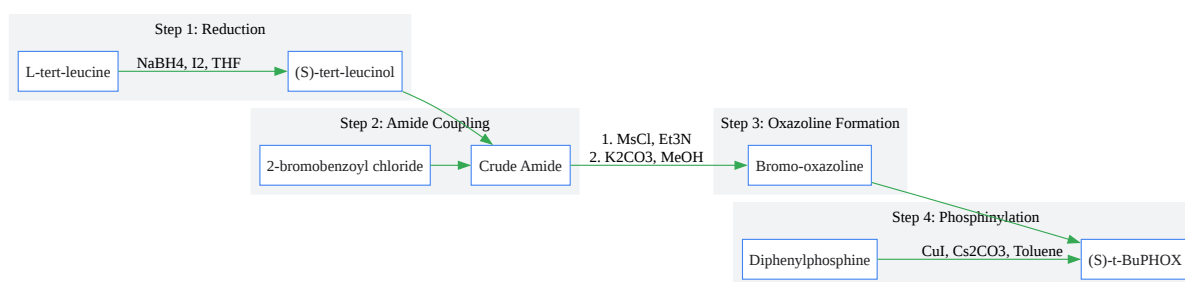 Step 1: Reduction
L-tert-leucine
NaBH4, I2, THF
(S)-tert-leucinol
Step 2: Amide Coupling
2-bromobenzoyl chloride
Crude Amide
1. MsCl, Et3N
2. K2CO3, MeOH
Step 3: Oxazoline Formation
Bromo-oxazoline
Step 4: Phosphinylation
Diphenylphosphine
CuI, Cs2CO3, Toluene
(S)-t-BuPHOX